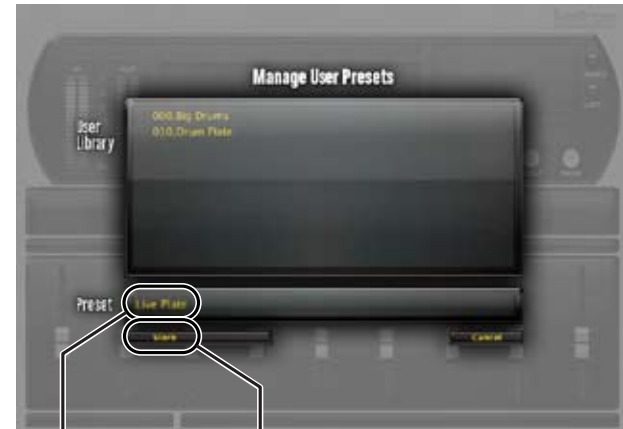 Manage User Presets
User
Library
000.Big Drums
010.Drum Plate
Preset
Live Plate
Store
Cancel